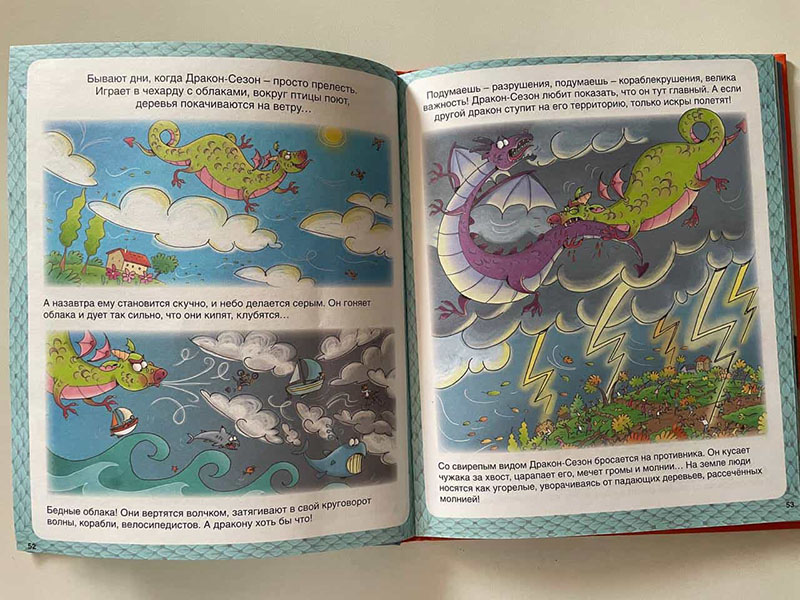 Бывают дни, когда Дракон-Сезон – просто прелесть.
Играет в чехарду с облаками, вокруг птицы поют,
деревья покачиваются на ветру…
А назавтра ему становится скучно, и небо делается серым. Он гоняет
облака и дует так сильно, что они кипят, клубятся…
Бедные облака! Они вертятся волчком, затягивают в свой круговорот
волны, корабли, велосипедистов. А дракону хоть бы что!
52
Подумаешь – разрушения, подумаешь – кораблекрушения, велика
важность! Дракон-Сезон любит показать, что он тут главный. А если
другой дракон ступит на его территорию, только искры полетят!
Со свирепым видом Дракон-Сезон бросается на противника. Он кусает
чужака за хвост, царапает его, мечет громы и молнии… На земле люди
носятся как угорелые, уворачиваясь от падающих деревьев, рассечённых
молнией!
53